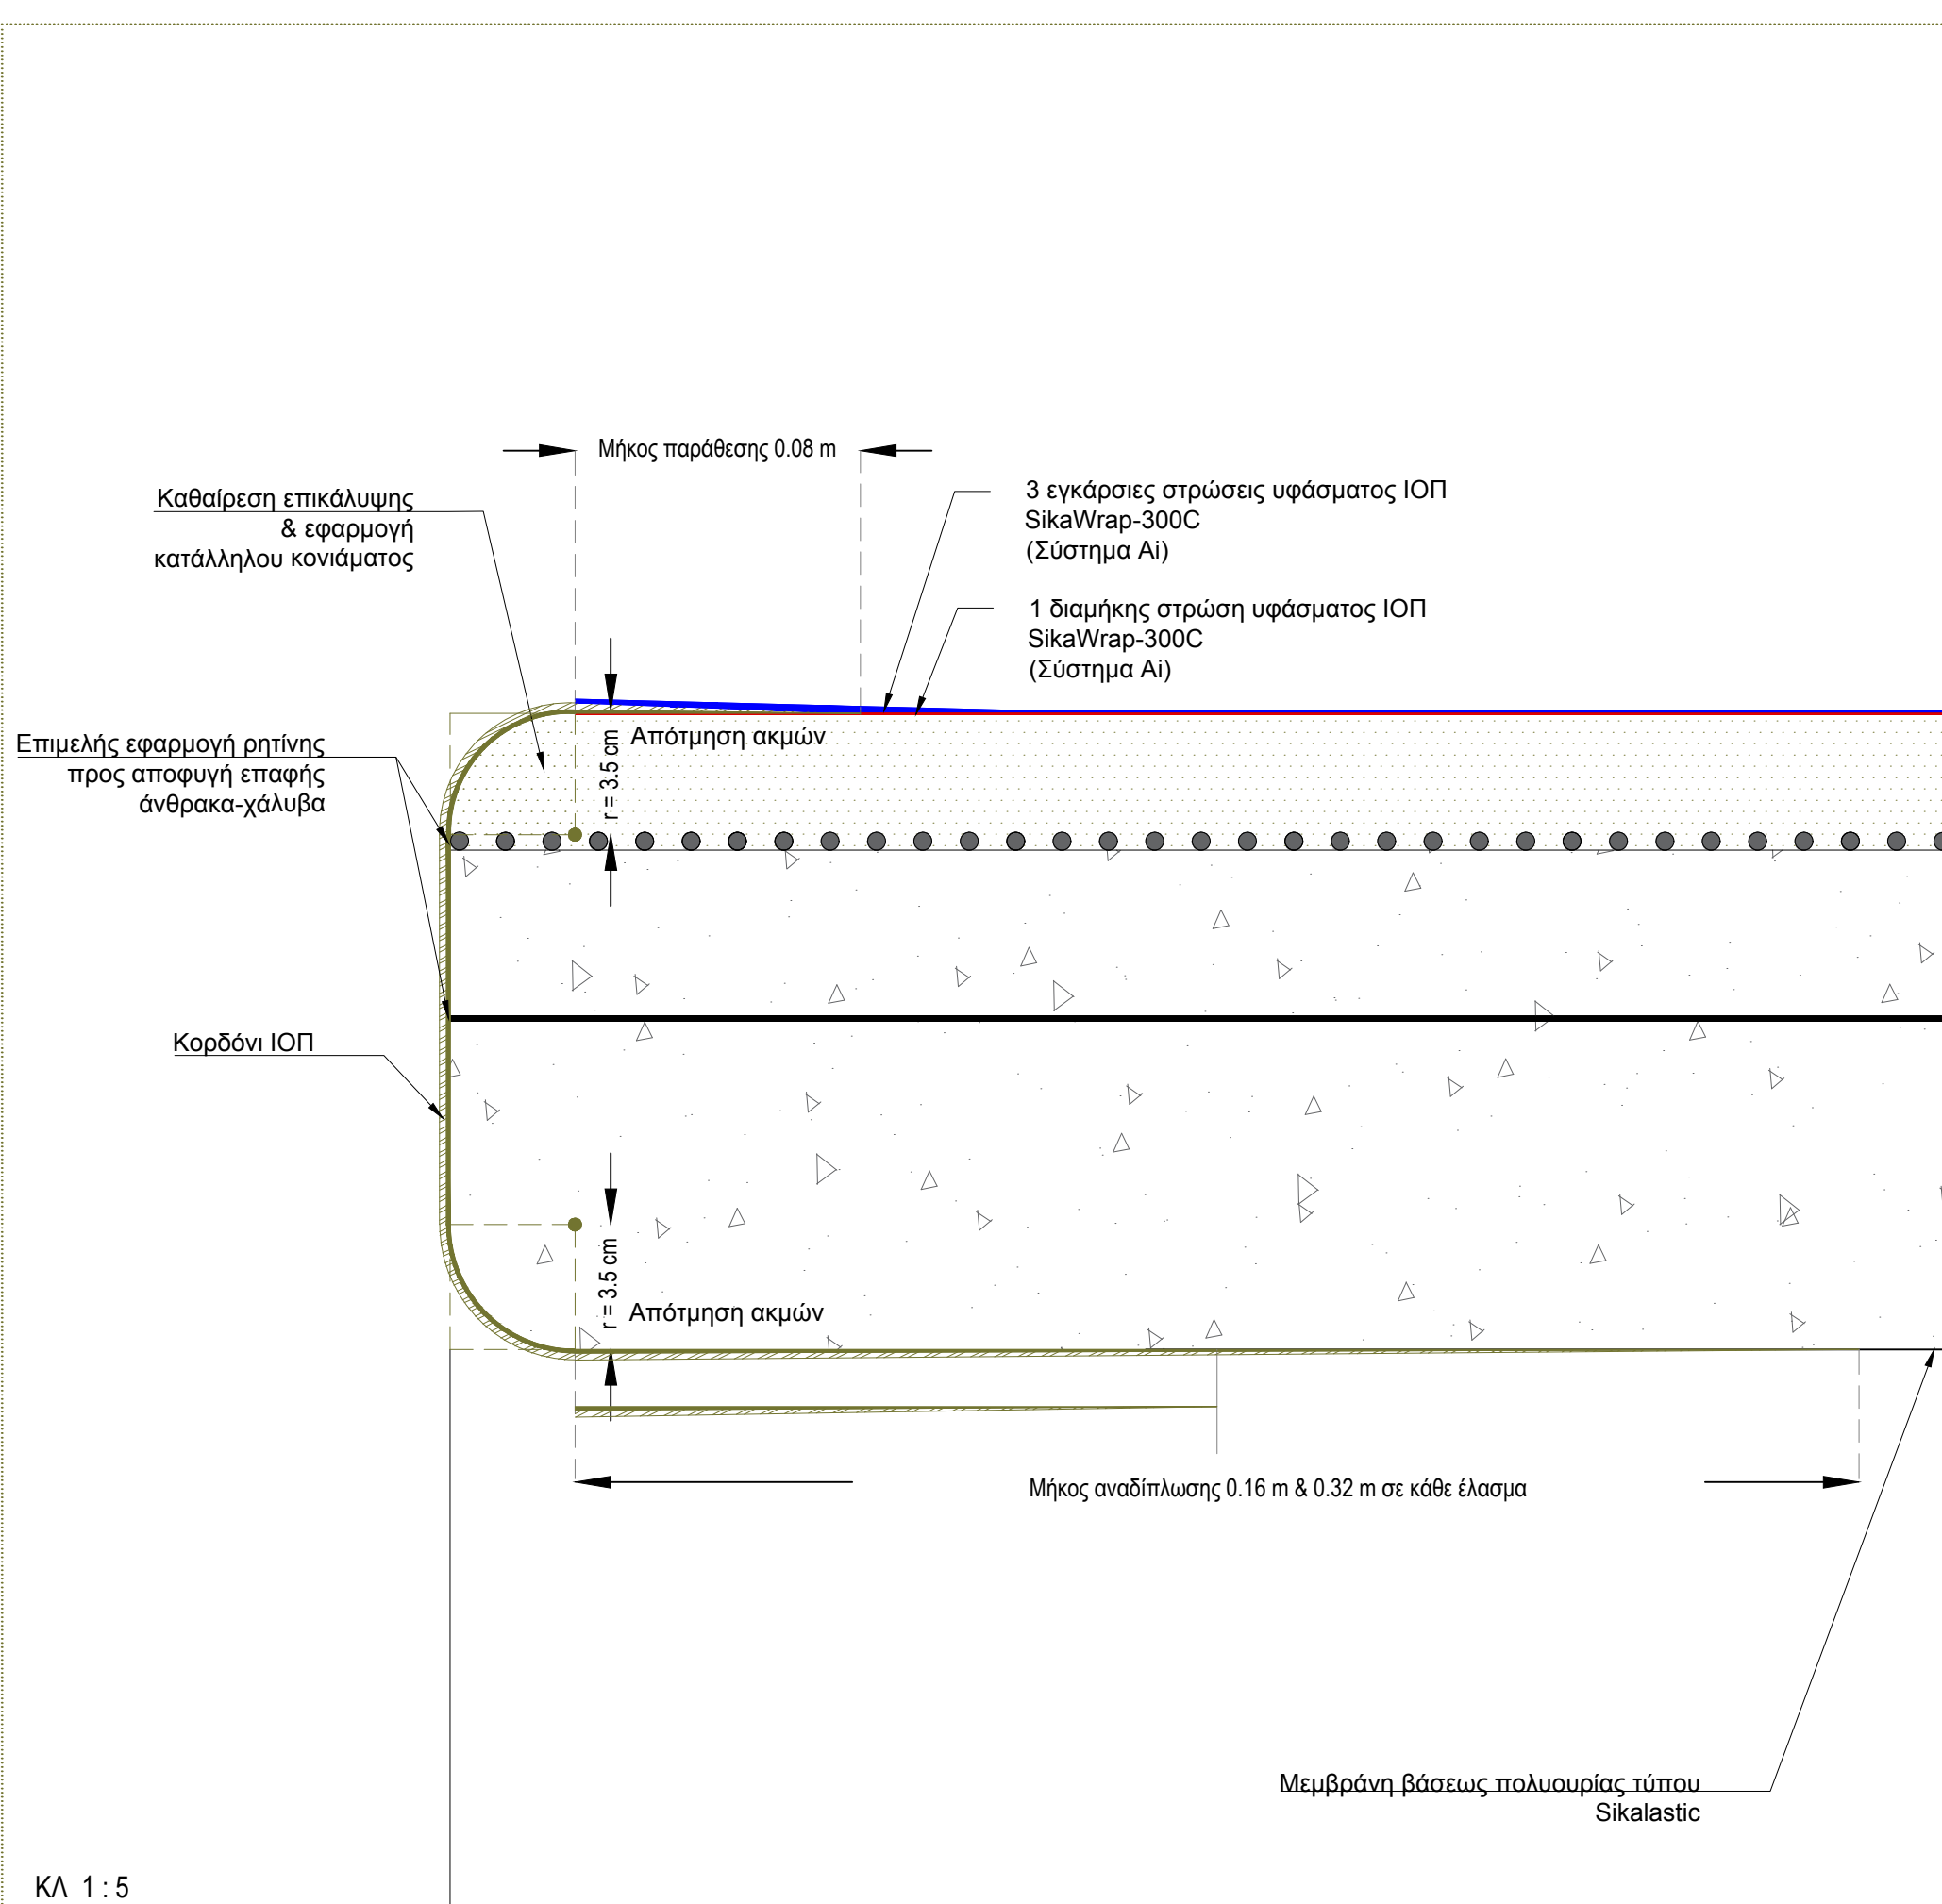 Μήκος παράθεσης 0.08 m
Καθαίρεση επικάλυψης
& εφαρμογή
κατάλληλου κονιάματος
3 εγκάρσιες στρώσεις υφάσματος ΙΟΠ
SikaWrap-300C
(Σύστημα Ai)
1 διαμήκης στρώση υφάσματος ΙΟΠ
SikaWrap-300C
(Σύστημα Ai)
Επιμελής εφαρμογή ρητίνης
προς αποφυγή επαφής
άνθρακα-χάλυβα
Απότμηση ακμών
r = 3.5 cm
Κορδόνι ΙΟΠ
r = 3.5 cm
Απότμηση ακμών
Μήκος αναδίπλωσης 0.16 m & 0.32 m σε κάθε έλασμα
Μεμβράνη βάσεως πολυουρίας τύπου
Sikalastic
ΚΛ 1 : 5